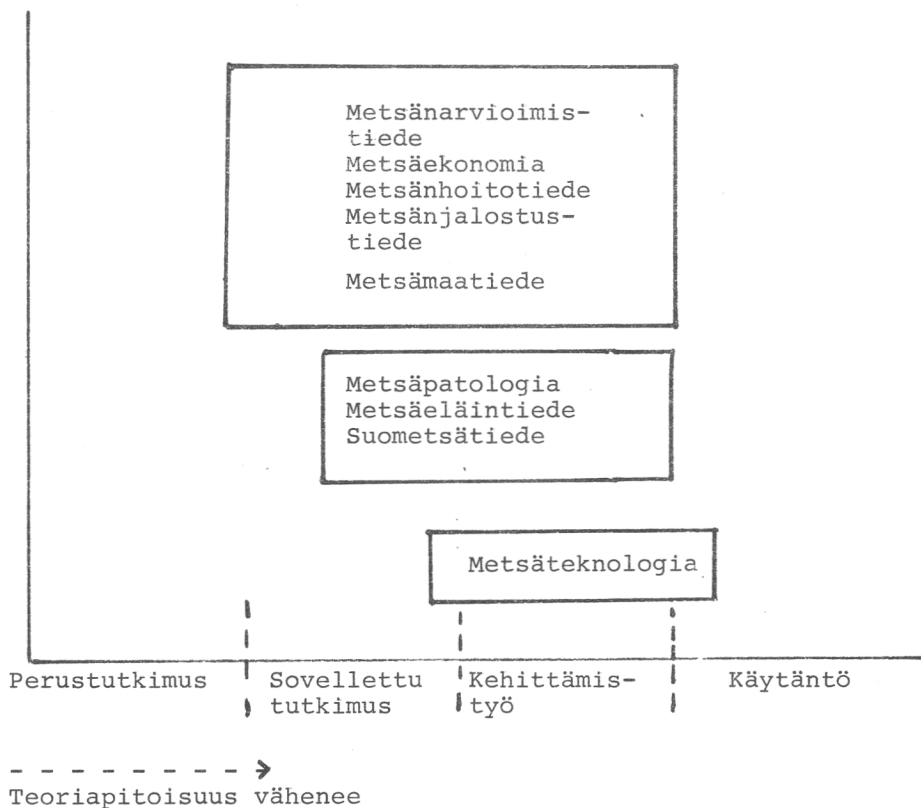 Metsänarvioimis-
tiede
Metsäekonomia
Metsänhoitotiede
Metsänjalostus-
tiede
Metsämaatiede
Metsäpatologia
Metsäeläintiede
Suometsätiede
Metsäteknologia
Perustutkimus
Sovellettu
tutkimus
Kehittämis-
työ
Käytäntö
Teoriapitoisuus vähenee